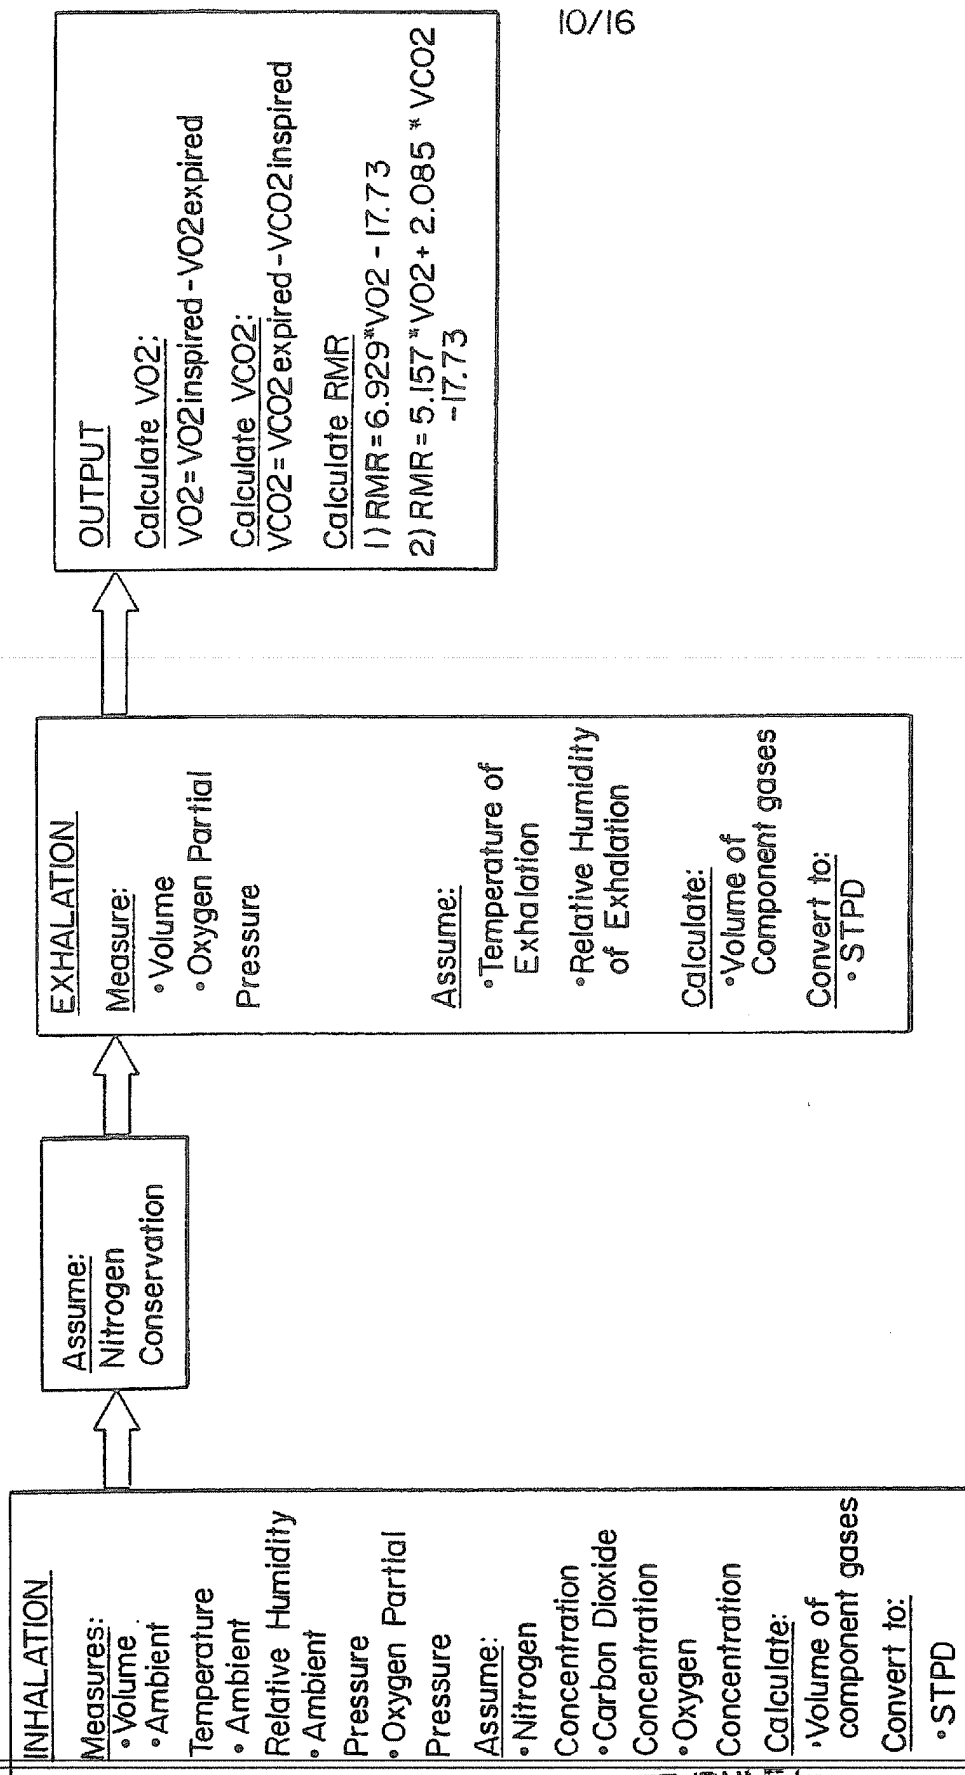 10/16
INHALATION
Measures:
• Volume
• Ambient
Temperature
• Ambient
Relative Humidity
• Ambient
Pressure
• Oxygen Partial
Pressure
Assume:
• Nitrogen
Concentration
• Carbon Dioxide
Concentration
• Oxygen
Concentration
Calculate:
• Volume of
component gases
Convert to:
• STPD
Assume:
Nitrogen
Conservation
EXHALATION
Measure:
• Volume
• Oxygen Partial
Pressure
Assume:
• Temperature of
Exhalation
• Relative Humidity
of Exhalation
Calculate:
• Volume of
Component gases
Convert to:
• STPD
OUTPUT
Calculate VO2:
VO2=VO2inspired-VO2expired
Calculate VCO2:
VCO2=VCO2expired-VCO2inspired
Calculate RMR
1) RMR=6.929*VO2-17.73
2) RMR=5.157*VO2+2.085*VCO2
-17.73